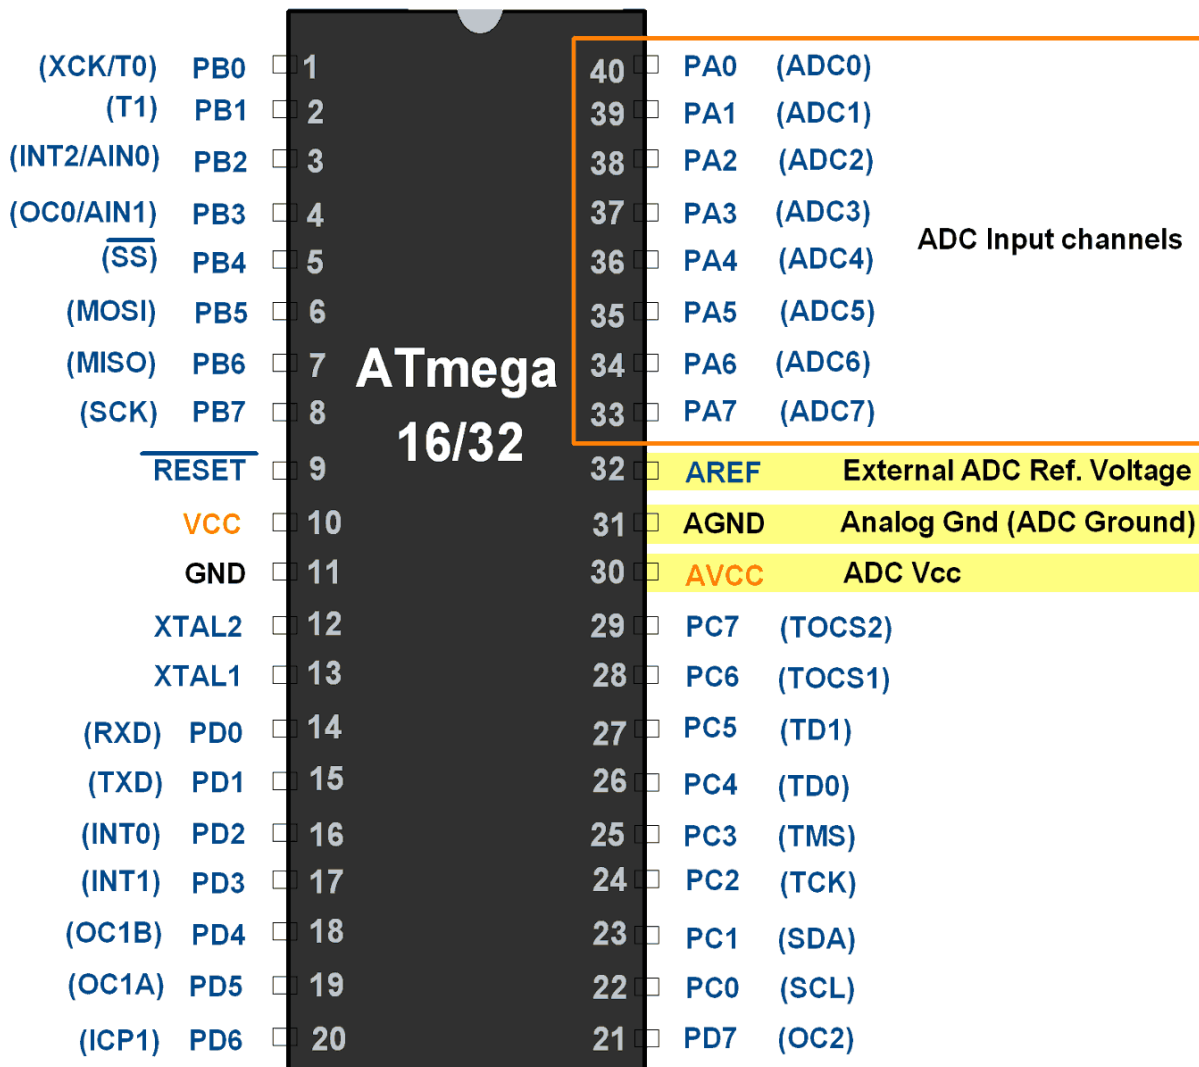 (XCK/T0) PB0 1 40 PA0 (ADC0)
(T1) PB1 2 39 PA1 (ADC1)
(INT2/AIN0) PB2 3 38 PA2 (ADC2)
(OC0/AIN1) PB3 4 37 PA3 (ADC3)
ADC Input channels
(SS) PB4 5 36 PA4 (ADC4)
(MOSI) PB5 6 35 PA5 (ADC5)
(MISO) PB6 7 34 PA6 (ADC6)
ATmega
(SCK) PB7 8 33 PA7 (ADC7)
16/32
RESET 9 32 AREF External ADC Ref. Voltage
VCC 10 31 AGND Analog Gnd (ADC Ground)
GND 11 30 AVCC ADC Vcc
XTAL2 12 29 PC7 (TOCS2)
XTAL1 13 28 PC6 (TOCS1)
(RXD) PD0 14 27 PC5 (TD1)
(TXD) PD1 15 26 PC4 (TD0)
(INT0) PD2 16 25 PC3 (TMS)
(INT1) PD3 17 24 PC2 (TCK)
(OC1B) PD4 18 23 PC1 (SDA)
(OC1A) PD5 19 22 PC0 (SCL)
(ICP1) PD6 20 21 PD7 (OC2)